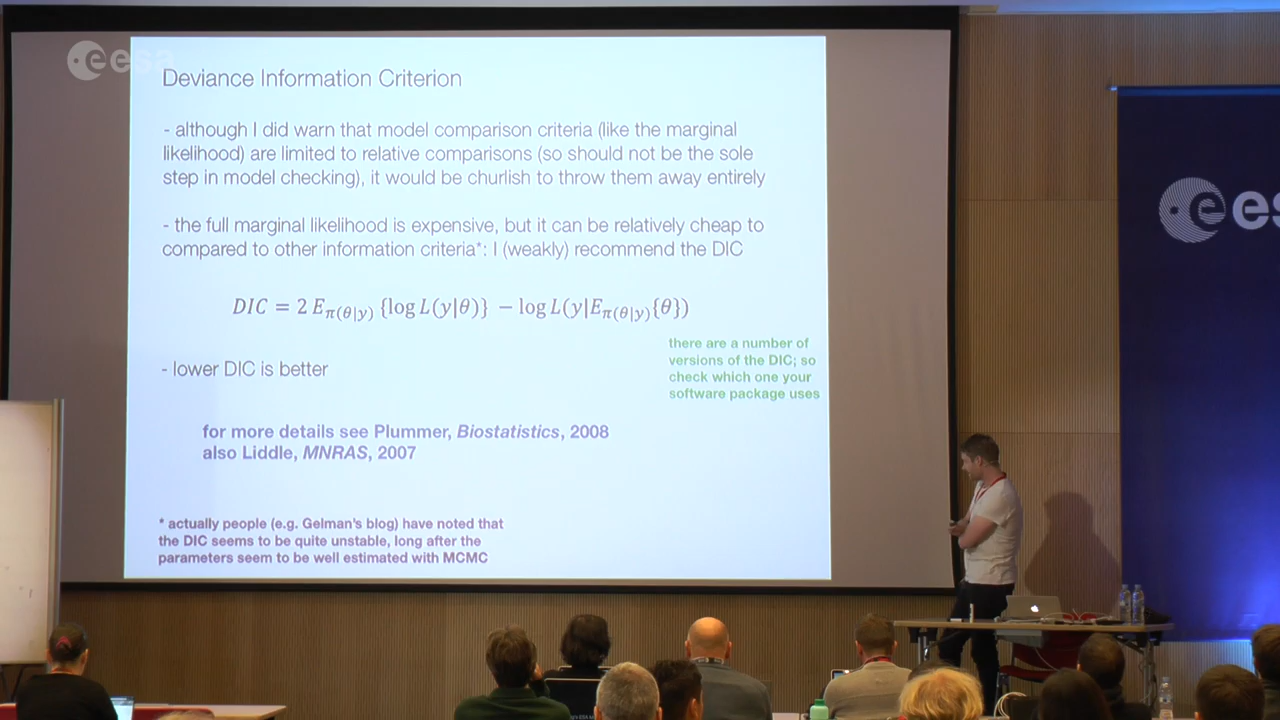 eesa
Deviance Information Criterion
- although I did warn that model comparison criteria (like the marginal
likelihood) are limited to relative comparisons (so should not be the sole
step in model checking), it would be churlish to throw them away entirely
- the full marginal likelihood is expensive, but it can be relatively cheap to
compared to other information criteria*: I (weakly) recommend the DIC
DIC = 2 E_{π(θ|y)} {log L(y|θ)} − log L(y|E_{π(θ|y)}{θ})
there are a number of
versions of the DIC; so
check which one your
software package uses
- lower DIC is better
for more details see Plummer, Biostatistics, 2008
also Liddle, MNRAS, 2007
* actually people (e.g. Gelman's blog) have noted that
the DIC seems to be quite unstable, long after the
parameters seem to be well estimated with MCMC
ees